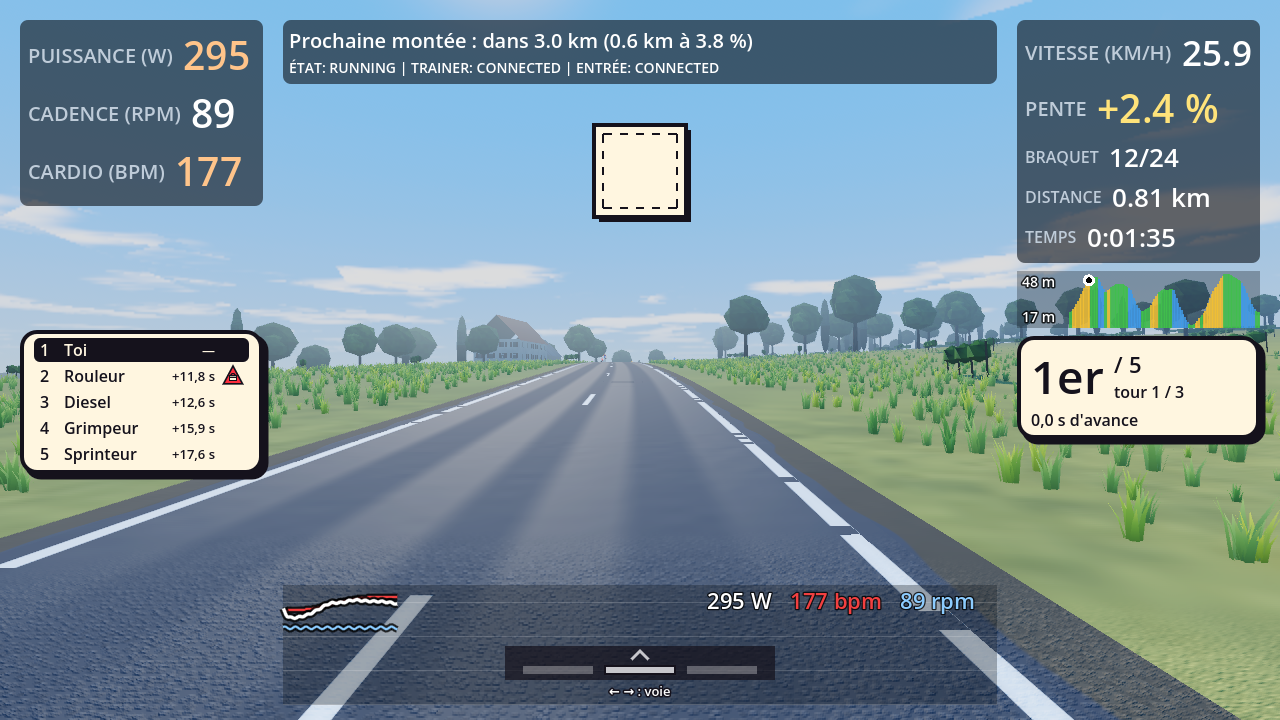 PUISSANCE (W) 295
CADENCE (RPM) 89
CARDIO (BPM) 177
Prochaine montée : dans 3.0 km (0.6 km à 3.8 %)
ÉTAT: RUNNING | TRAINER: CONNECTED | ENTRÉE: CONNECTED
VITESSE (KM/H) 25.9
PENTE +2.4 %
BRAQUET 12/24
DISTANCE 0.81 km
TEMPS 0:01:35
48 m
17 m
1 Toi —
2 Rouleur +11,8 s
3 Diesel +12,6 s
4 Grimpeur +15,9 s
5 Sprinteur +17,6 s
1er / 5
tour 1 / 3
0,0 s d'avance
295 W 177 bpm 89 rpm
← → : voie